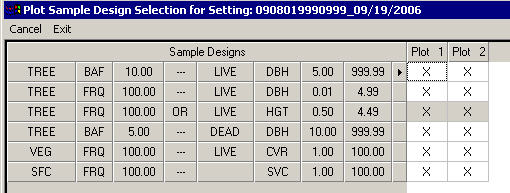 Plot Sample Design Selection for Setting: 0908019990999_09/19/2006
Cancel Exit
Sample Designs Plot 1 Plot 2
TREE BAF 10.00 --- LIVE DBH 5.00 999.99 X X
TREE FRQ 100.00 --- LIVE DBH 0.01 4.99 X X
TREE FRQ 100.00 OR LIVE HGT 0.50 4.49 X X
TREE BAF 5.00 --- DEAD DBH 10.00 999.99 X X
VEG FRQ 100.00 --- LIVE CVR 1.00 100.00 X X
SFC FRQ 100.00 --- SVC 1.00 100.00 X X